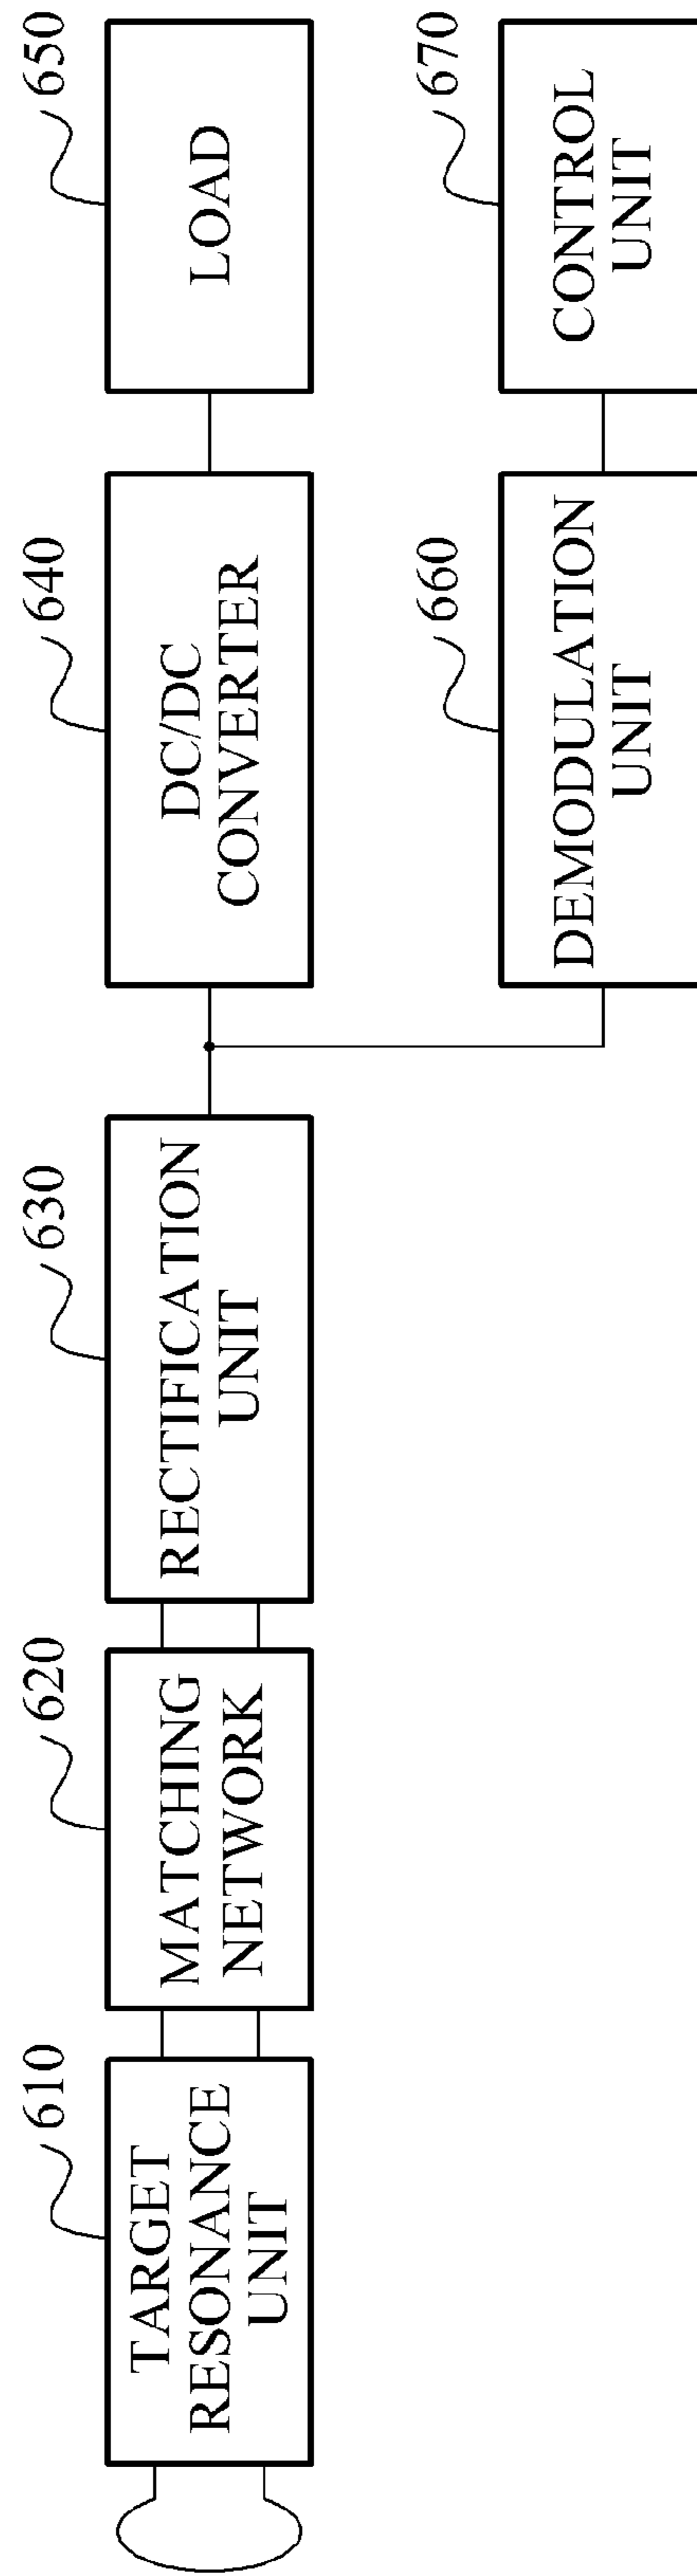 610
TARGET
RESONANCE
UNIT
620
MATCHING
NETWORK
630
RECTIFICATION
UNIT
640
DC/DC
CONVERTER
650
LOAD
660
DEMODULATION
UNIT
670
CONTROL
UNIT